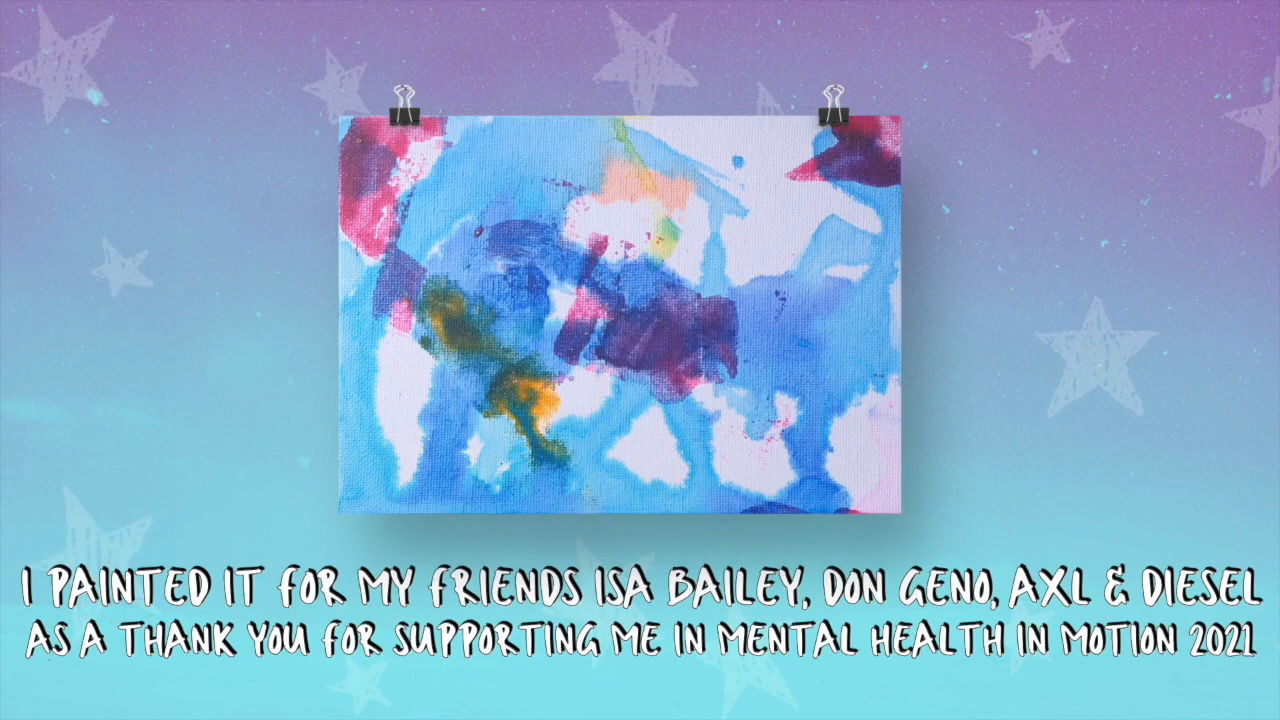 I PAINTED IT FOR MY FRIENDS ISA BAILEY, DON GENO, AXL & DIESEL
AS A THANK YOU FOR SUPPORTING ME IN MENTAL HEALTH IN MOTION 2021